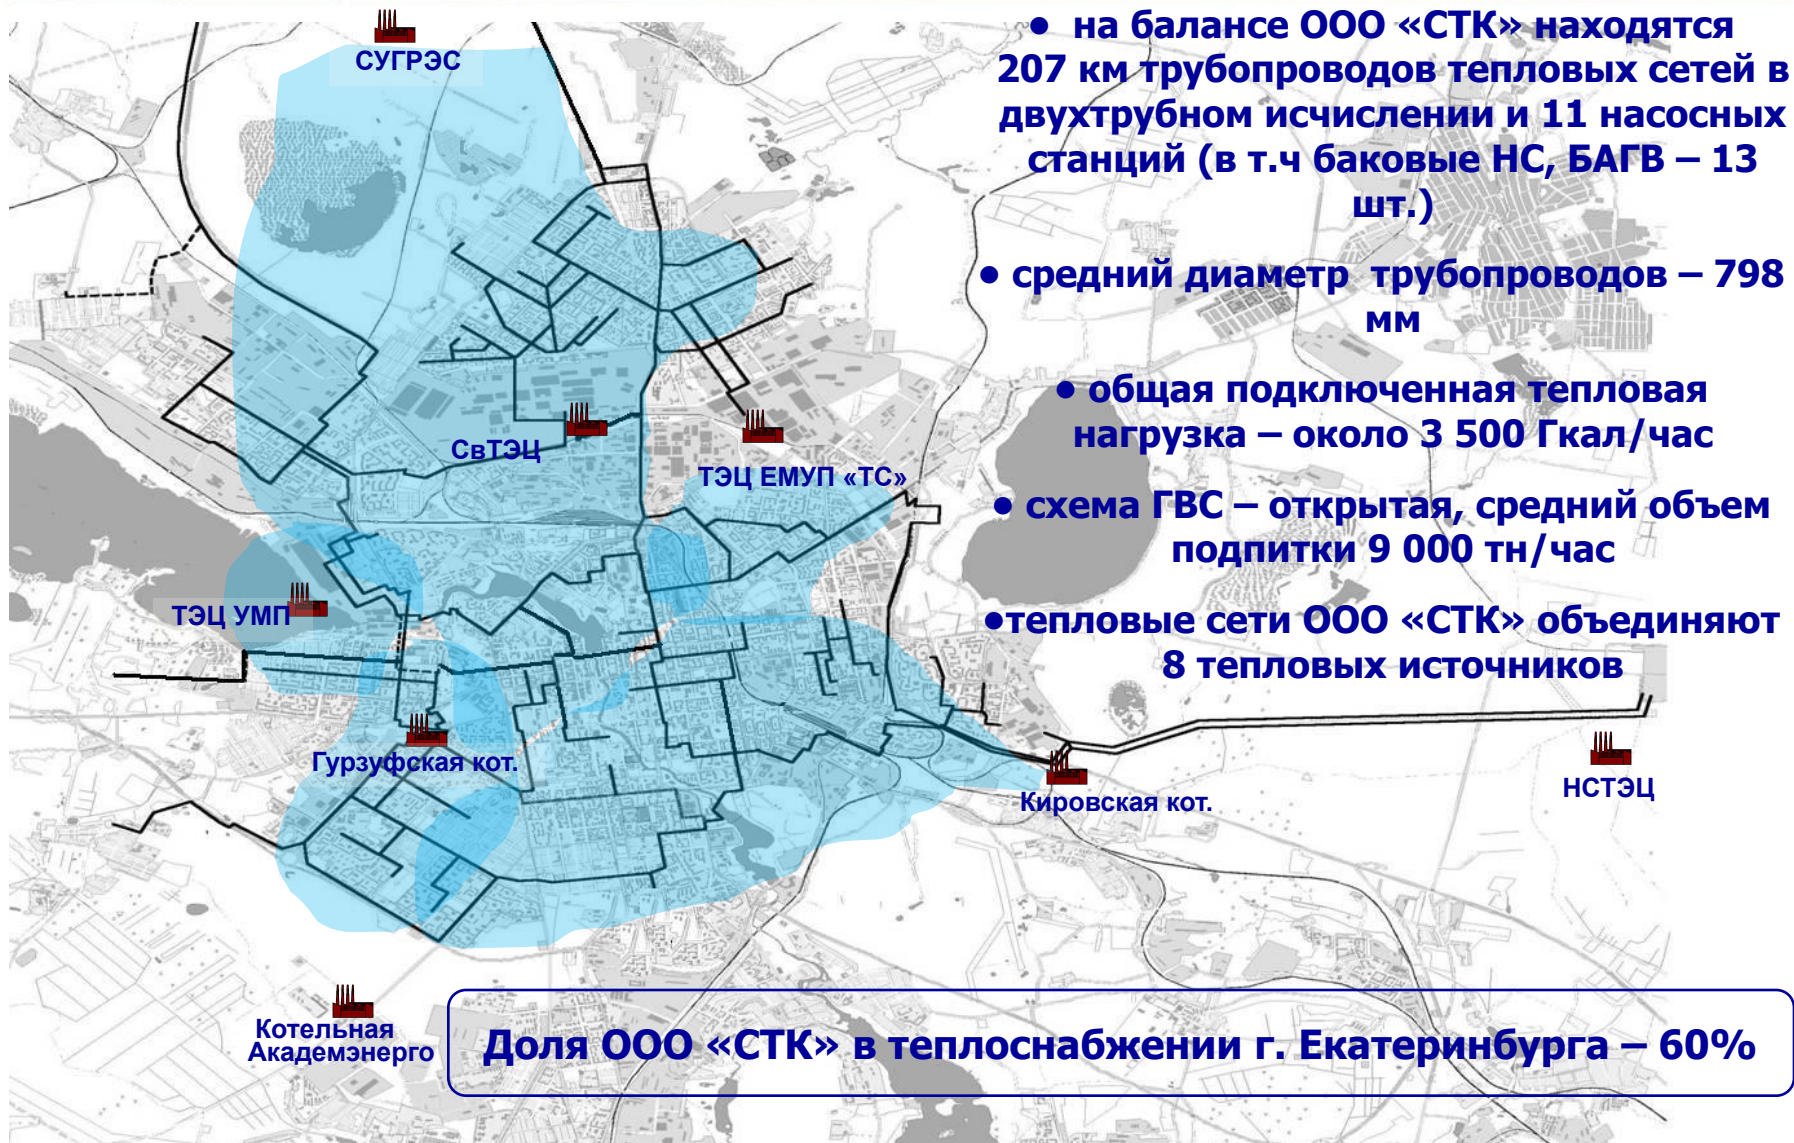 СУГРЭС
• на балансе ООО «СТК» находятся
207 км трубопроводов тепловых сетей в
двухтрубном исчислении и 11 насосных
станций (в т.ч баковые НС, БАГВ – 13
шт.)
• средний диаметр трубопроводов – 798
мм
• общая подключенная тепловая
нагрузка – около 3 500 Гкал/час
• схема ГВС – открытая, средний объем
подпитки 9 000 тн/час
•тепловые сети ООО «СТК» объединяют
8 тепловых источников
СвТЭЦ
ТЭЦ ЕМУП «ТС»
ТЭЦ УМП
Гурзуфская кот.
Кировская кот.
НСТЭЦ
Котельная
Академэнерго
Доля ООО «СТК» в теплоснабжении г. Екатеринбурга – 60%